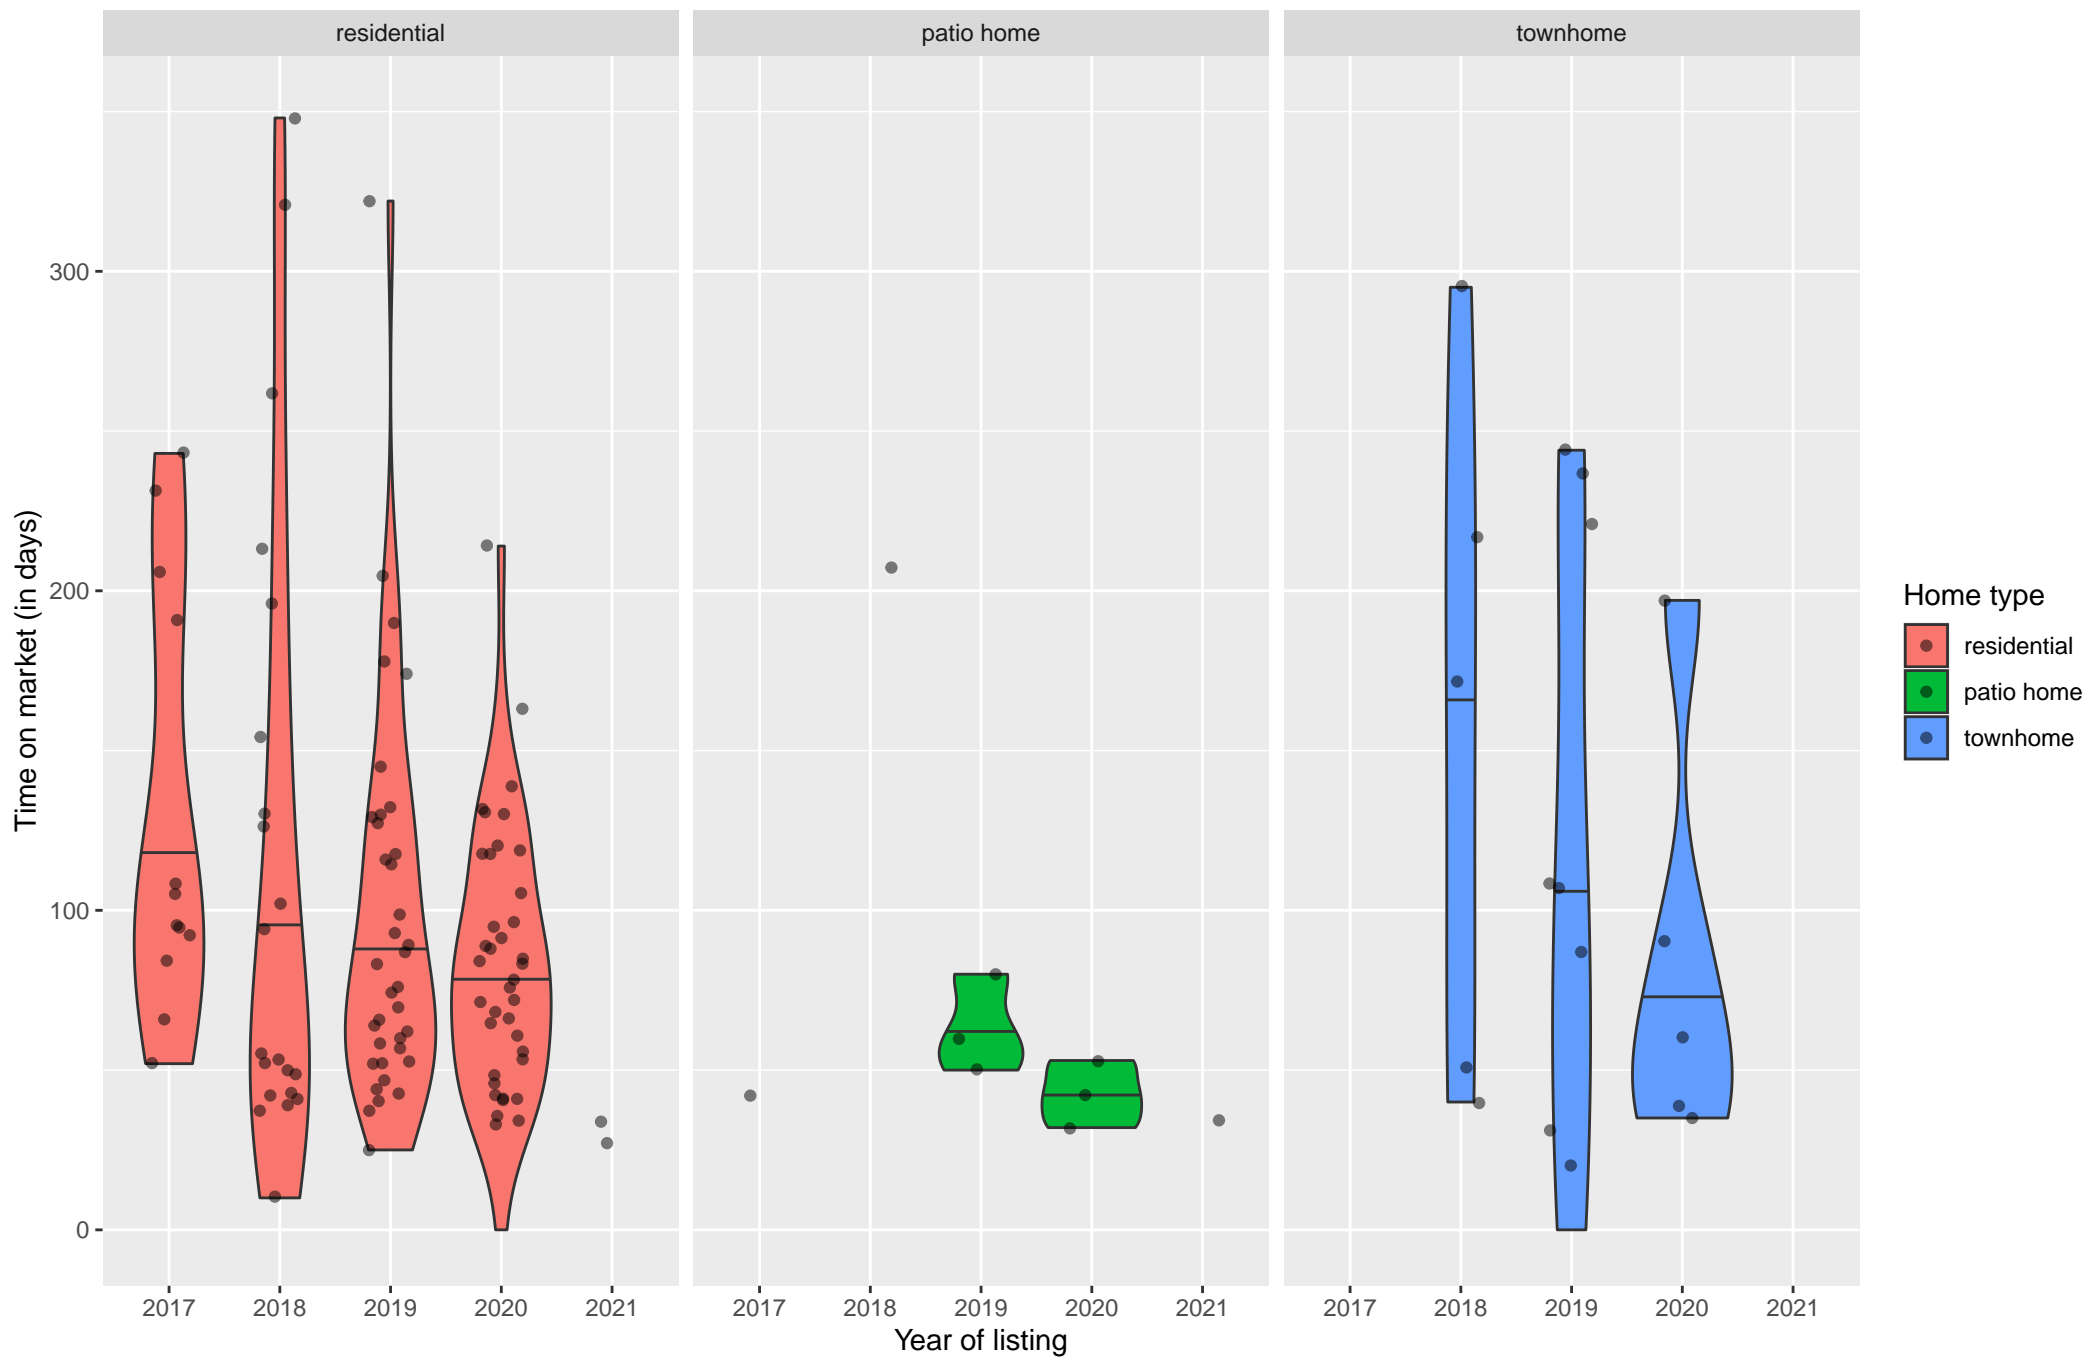 residential
patio home
townhome
Time on market (in days)
300
200
100
0
2017 2018 2019 2020 2021
2017 2018 2019 2020 2021
2017 2018 2019 2020 2021
Year of listing
Home type
residential
patio home
townhome